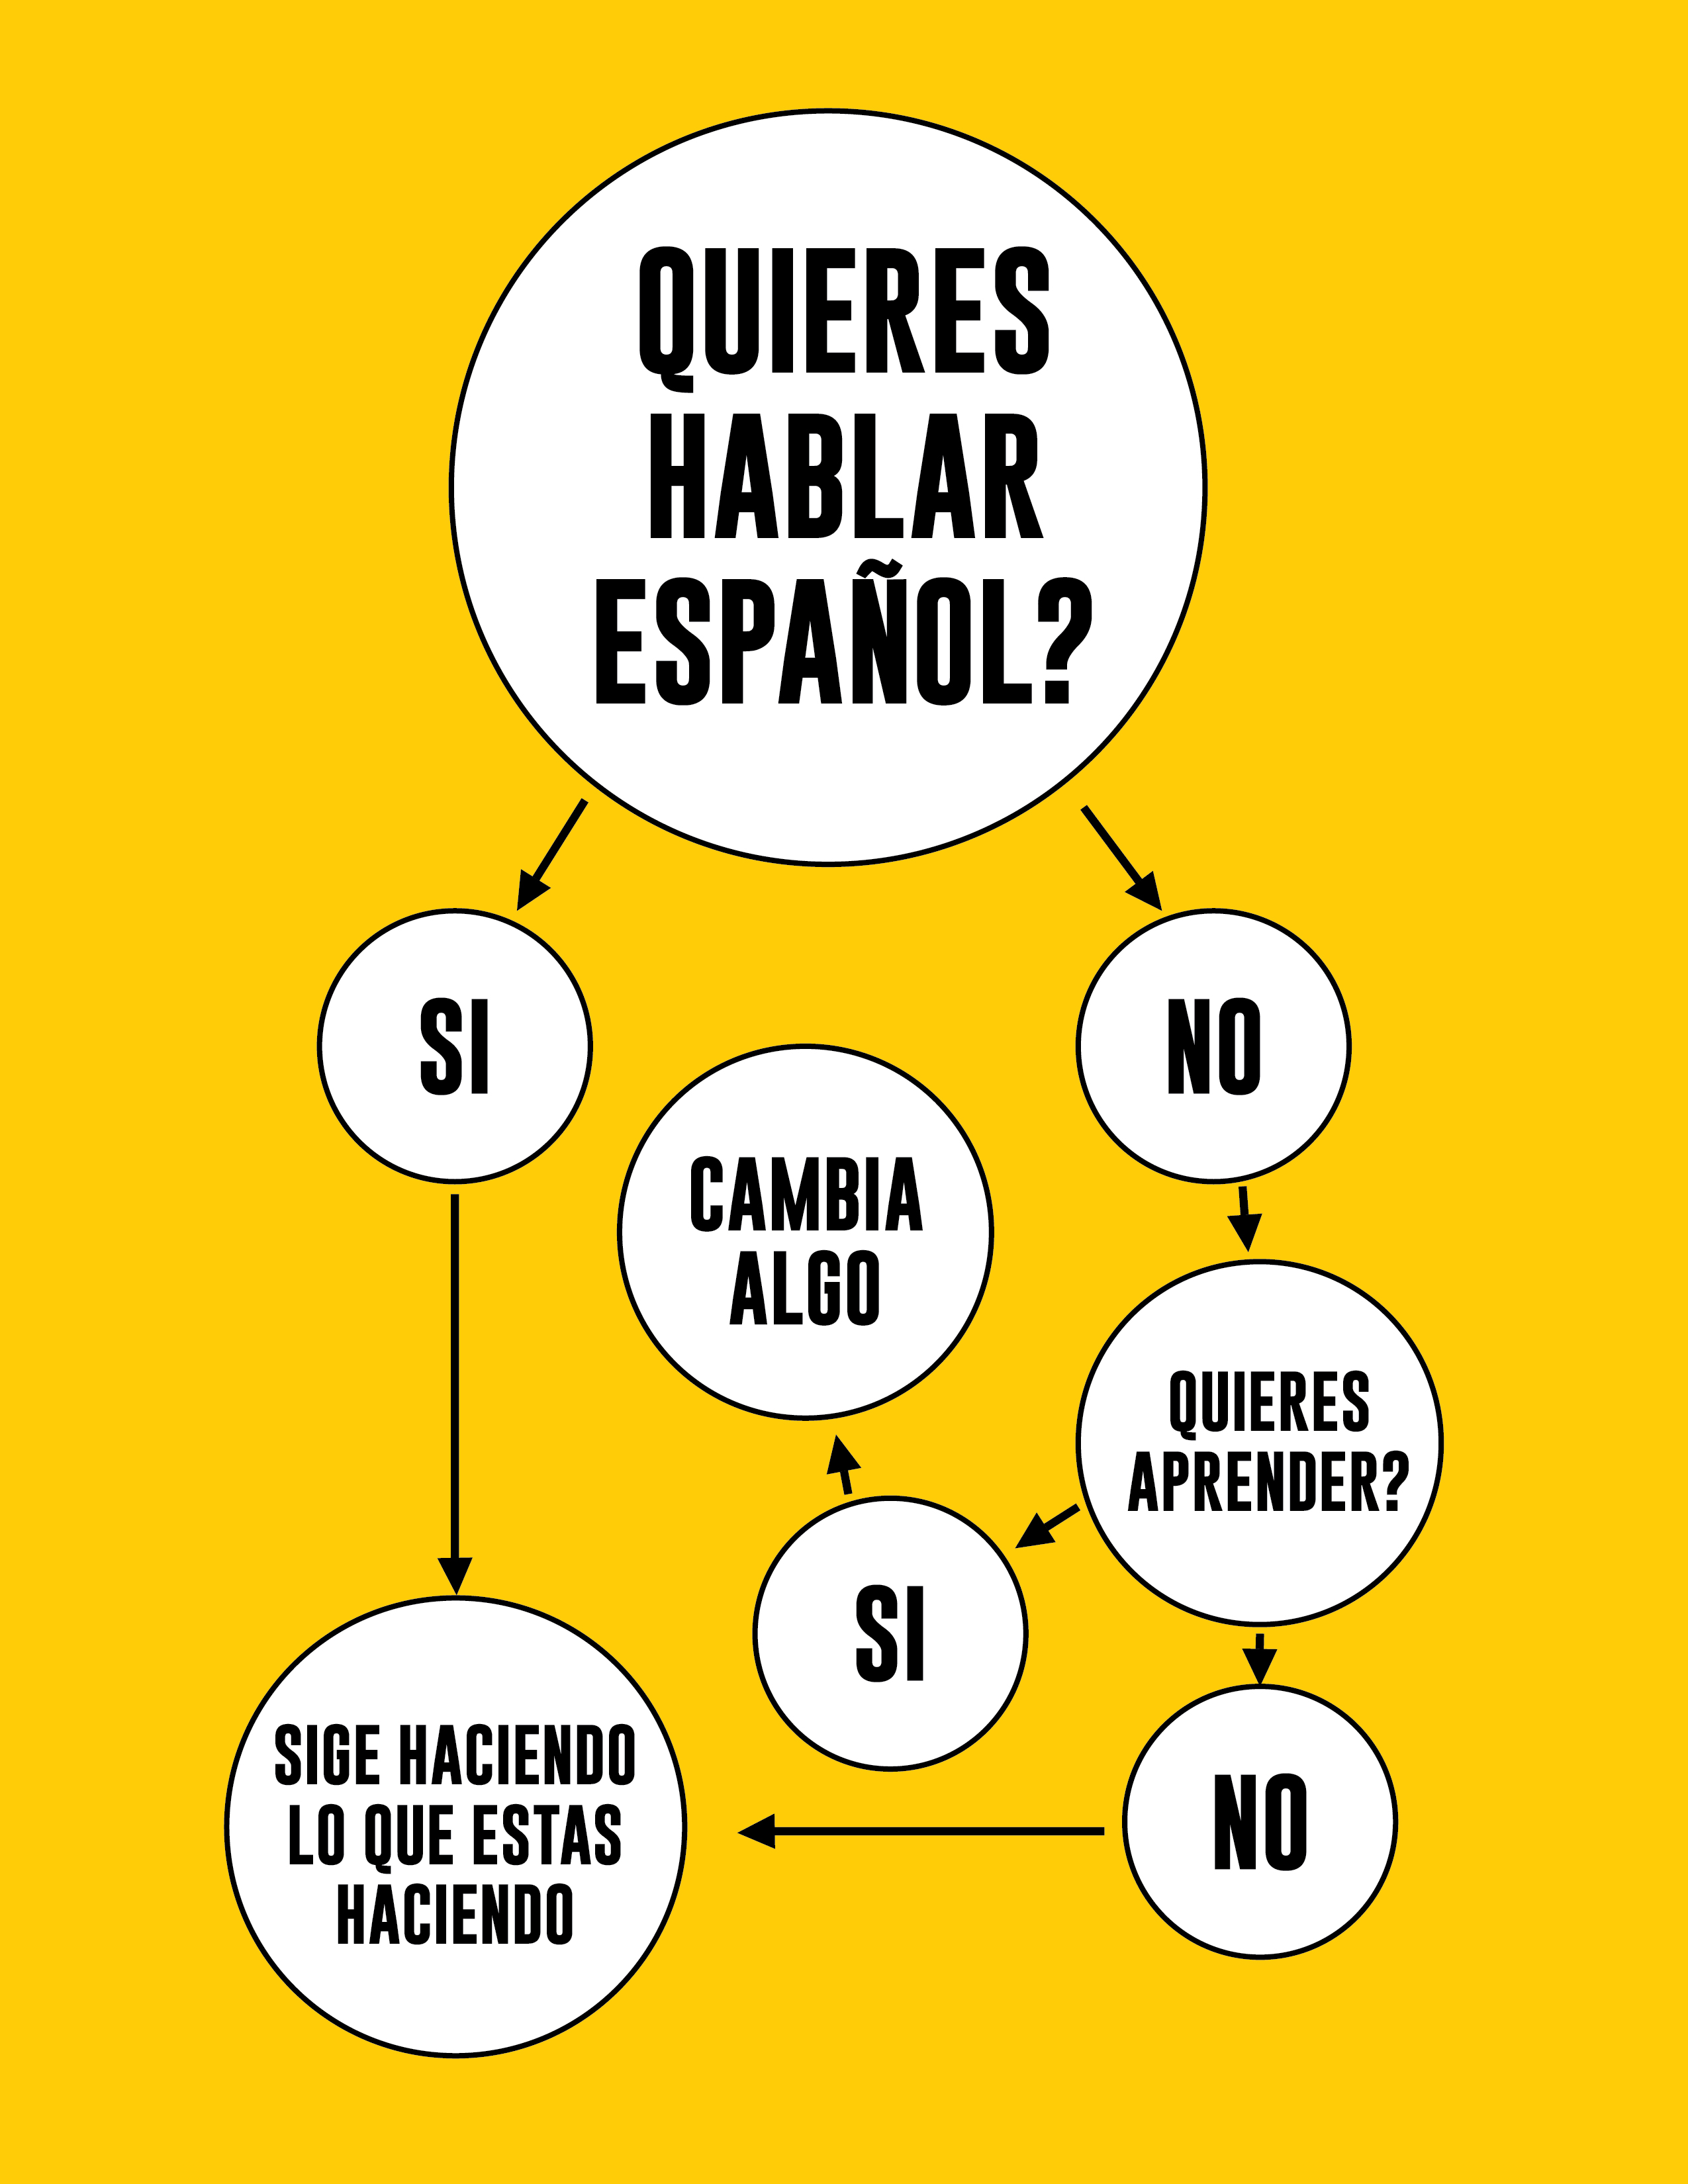 QUIERES
HABLAR
ESPAÑOL?
SI
NO
CAMBIA
ALGO
QUIERES
APRENDER?
SI
SIGE HACIENDO
LO QUE ESTAS
HACIENDO
NO